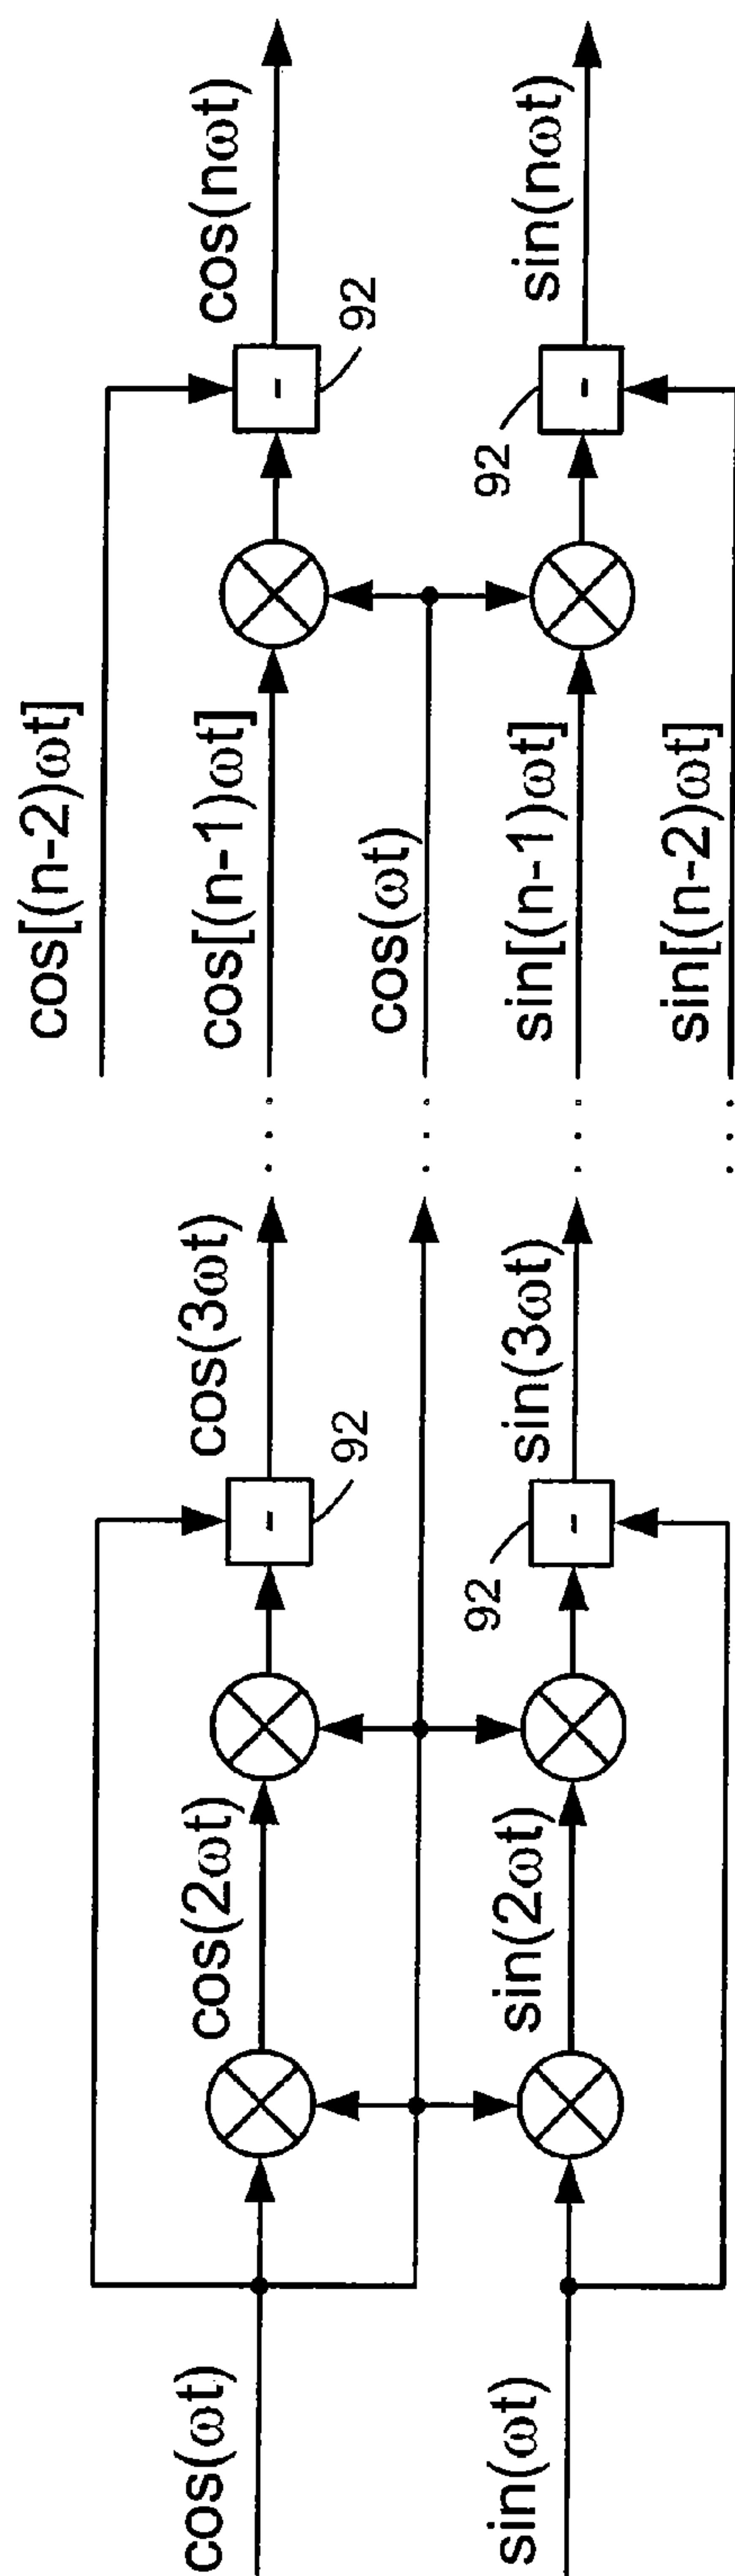 cos(ωt)
cos(2ωt)
cos(3ωt)
92
cos[(n-2)ωt]
cos[(n-1)ωt]
cos(ωt)
cos(nωt)
92
sin(ωt)
sin(2ωt)
92
sin(3ωt)
sin[(n-1)ωt]
sin[(n-2)ωt]
92
sin(nωt)